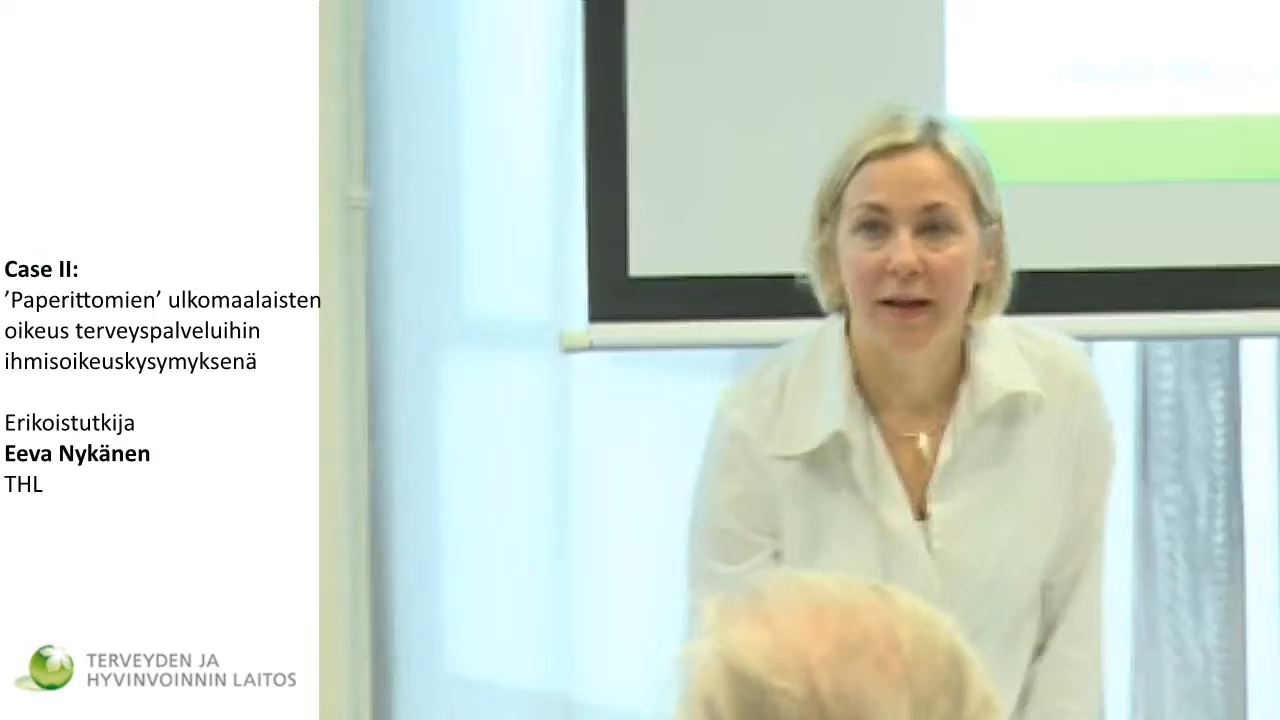 Case II:
’Paperittomien’ ulkomaalaisten
oikeus terveyspalveluihin
ihmisoikeuskysymyksenä
Erikoistutkija
Eeva Nykänen
THL
TERVEYDEN JA
HYVINVOINNIN LAITOS